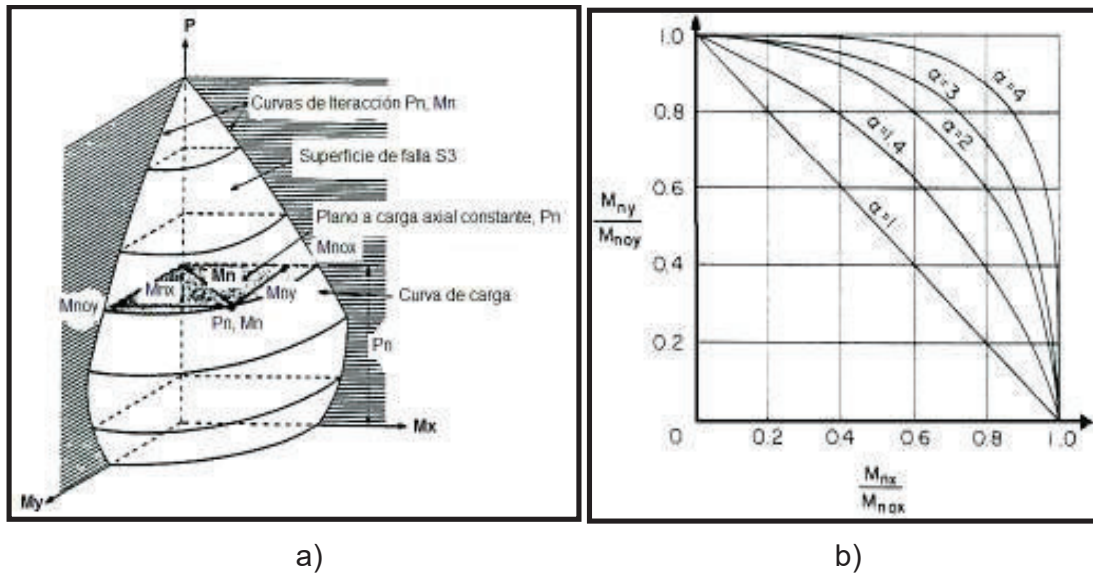 P
Curvas de Iteracción Pn, Mn
Superficie de falla S3
Plano a carga axial constante, Pn
Mnox
Mn
Mnx
Mny
Mnoy
Curva de carga
Pn, Mn
Pn
Mx
My
a)
1.0
0.8
0.6
0.4
0.2
0
0.2
0.4
0.6
0.8
1.0
Mny
Mnoy
α=1
α=1,4
α=2
α=3
α=4
Mnx
Mnox
b)